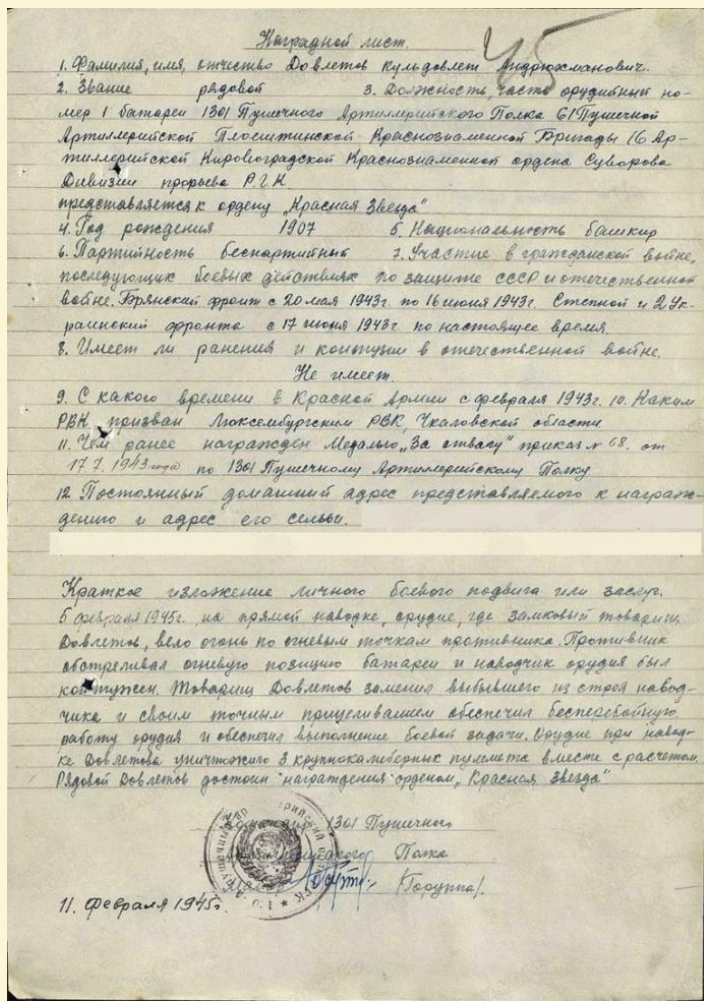 45
Наградной лист.
1. Фамилия, имя, отчество Довлетов Кульдовлет Андрюхманович.
2. Звание рядовой 3. Должность, часть орудийный но-
мер 1 батареи 1301 Пушечного Артиллерийского Полка 61 Пушечной
Артиллерийской Краснознаменной Бригады 16 Ар-
тиллерийской Кировоградской Краснознаменной ордена Суворова
Дивизии прорыва Р.Г.К
представляется к ордену „Красная Звезда"
4. Год рождения 1907 5. Национальность башкир
6. Партийность беспартийный 7. Участие в гражданской войне,
последующих боевых действиях по защите СССР и отечественной
войне. Брянский фронт с 20 мая 1943г. по 16 июня 1943г. Степной и 2 Ук-
раинский фронта с 17 июня 1943г. по настоящее время.
8. Имеет ли ранения и контузии в отечественной войне.
Не имеет.
9. С какого времени в Красной Армии с февраля 1943г. 10. Каким
РВК призван Люксембургским РВК, Чкаловской области
11. Чем ранее награжден Медалью „За отвагу" приказ № 68. от
17.7.1943 года по 1301 Пушечному Артиллерийскому Полку
12 Постоянный домашний адрес представляемого к награж-
дению и адрес его семьи.
Краткое изложение личного боевого подвига или заслуг.
5 февраля 1945г. на прямой наводке, орудие, где замковый товарищ
Довлетов, вело огонь по огневым точкам противника. Противник
обстреливал огневую позицию батареи и наводчик орудия был
контужен. Товарищ Довлетов заменил выбывшего из строя навод-
чика и своим точным прицеливанием обеспечил бесперебойную
работу орудия и обеспечил выполнение боевой задачи. Орудие при навод-
ке Довлетова уничтожило 3 крупнокалиберных пулемета вместе с расчетом.
Рядовой Довлетов достоин награждения орденом „Красная Звезда"
Командир 1301 Пушечного
Артиллерийского Полка
/Горуппа/.
11. февраля 1945г.